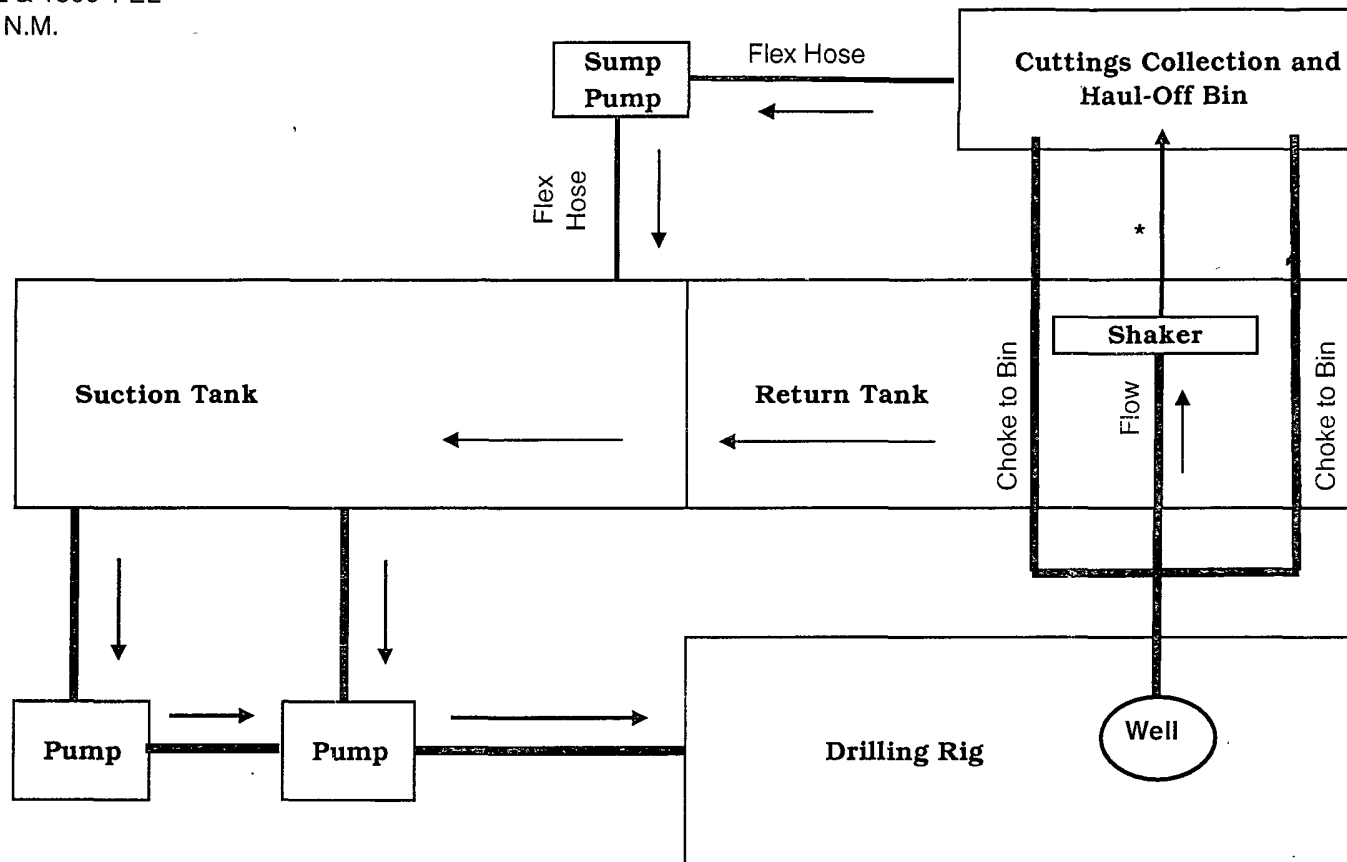 N.M.
Sump
Pump
Flex Hose
Cuttings Collection and
Haul-Off Bin
Flex
Hose
*
Suction Tank
Return Tank
Choke to Bin
Shaker
Flow
Choke to Bin
Pump
Pump
Drilling Rig
Well